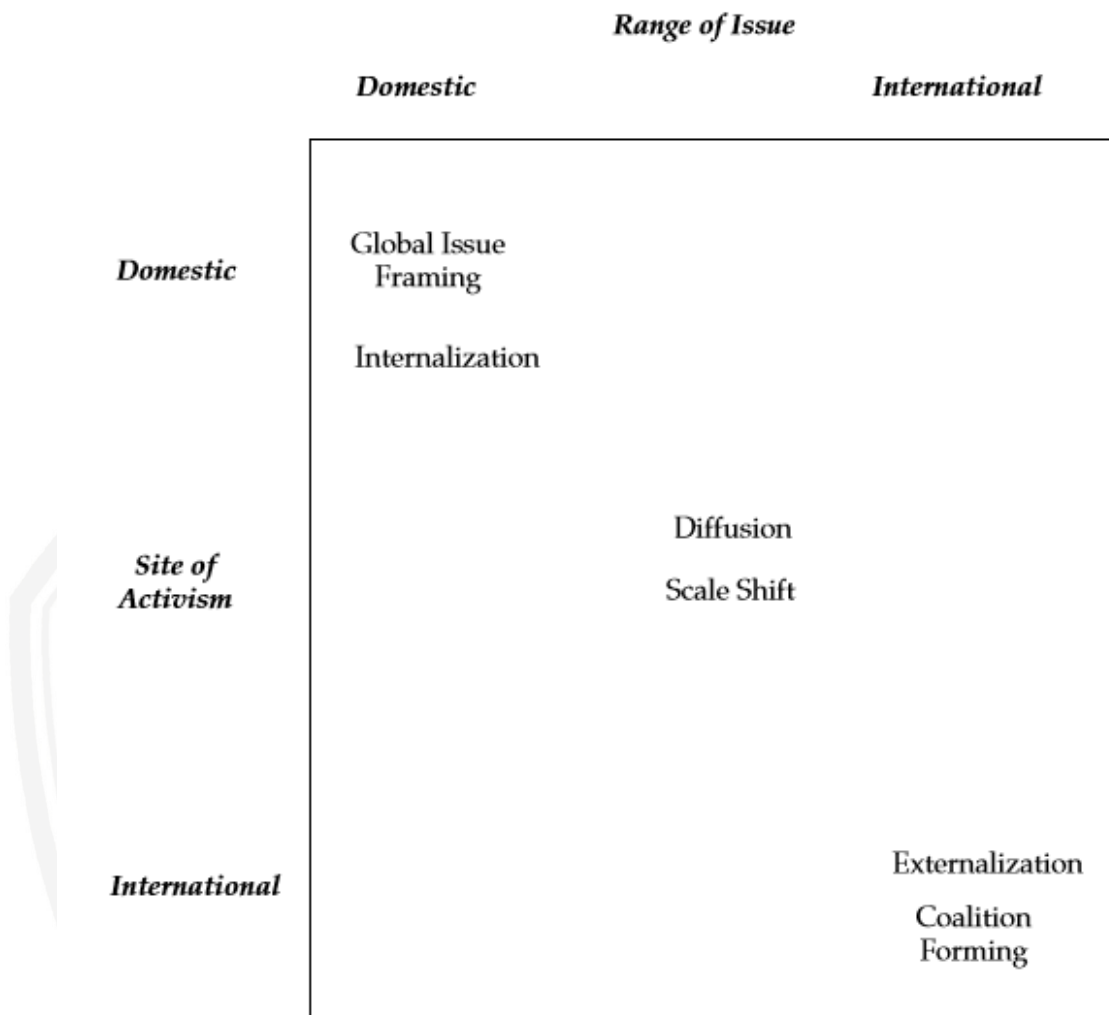 Range of Issue
Domestic International
Global Issue
Framing
Domestic
Internalization
Diffusion
Site of
Activism
Scale Shift
Externalization
International
Coalition
Forming